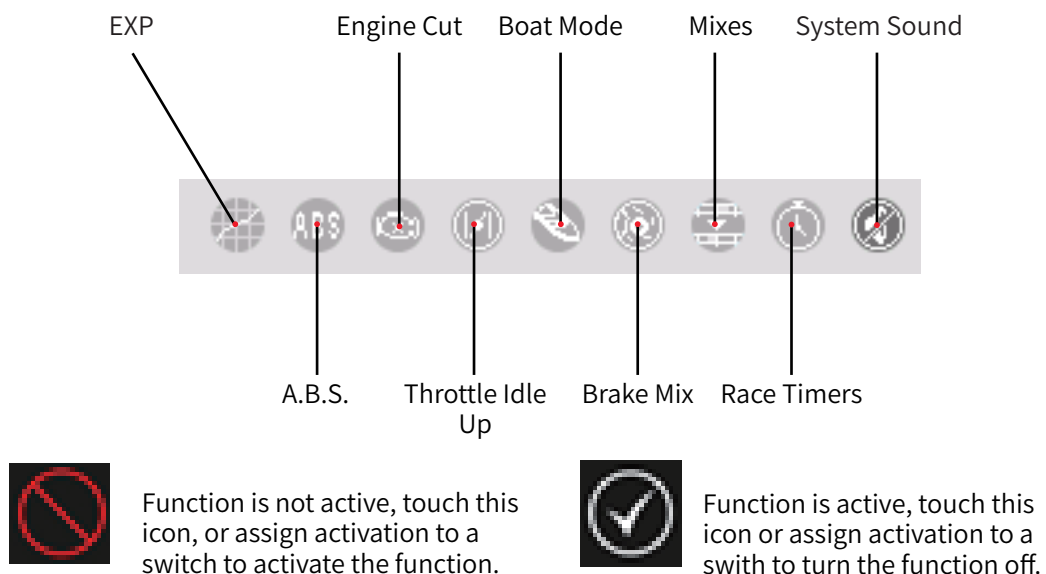 EXP
Engine Cut
Boat Mode
Mixes
System Sound
ABS
A.B.S.
Throttle Idle
Up
Brake Mix
Race Timers
Function is not active, touch this
icon, or assign activation to a
switch to activate the function.
Function is active, touch this
icon or assign activation to a
swith to turn the function off.